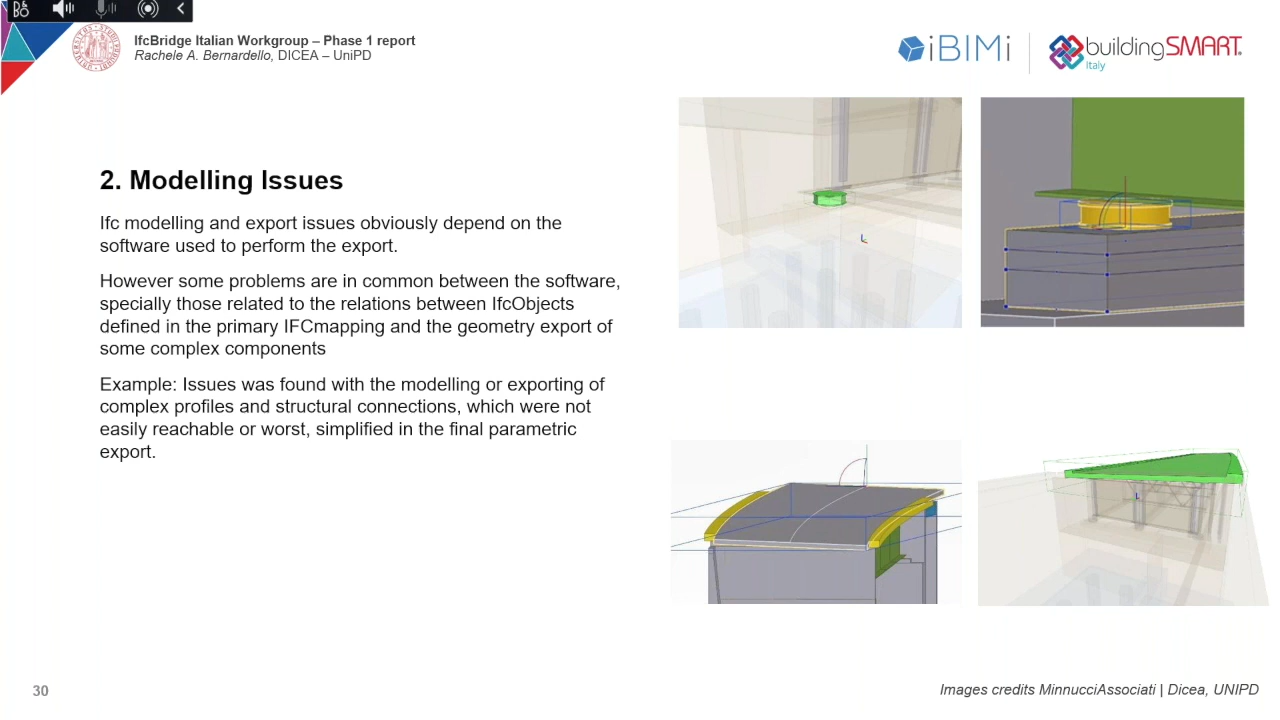 IfcBridge Italian Workgroup – Phase 1 report
Rachele A. Bernardello, DICEA – UniPD
iBIMi
buildingSMART
Italy
2. Modelling Issues
Ifc modelling and export issues obviously depend on the
software used to perform the export.
However some problems are in common between the software,
specially those related to the relations between IfcObjects
defined in the primary IFCmapping and the geometry export of
some complex components
Example: Issues was found with the modelling or exporting of
complex profiles and structural connections, which were not
easily reachable or worst, simplified in the final parametric
export.
30
Images credits MinnucciAssociati | Dicea, UNIPD